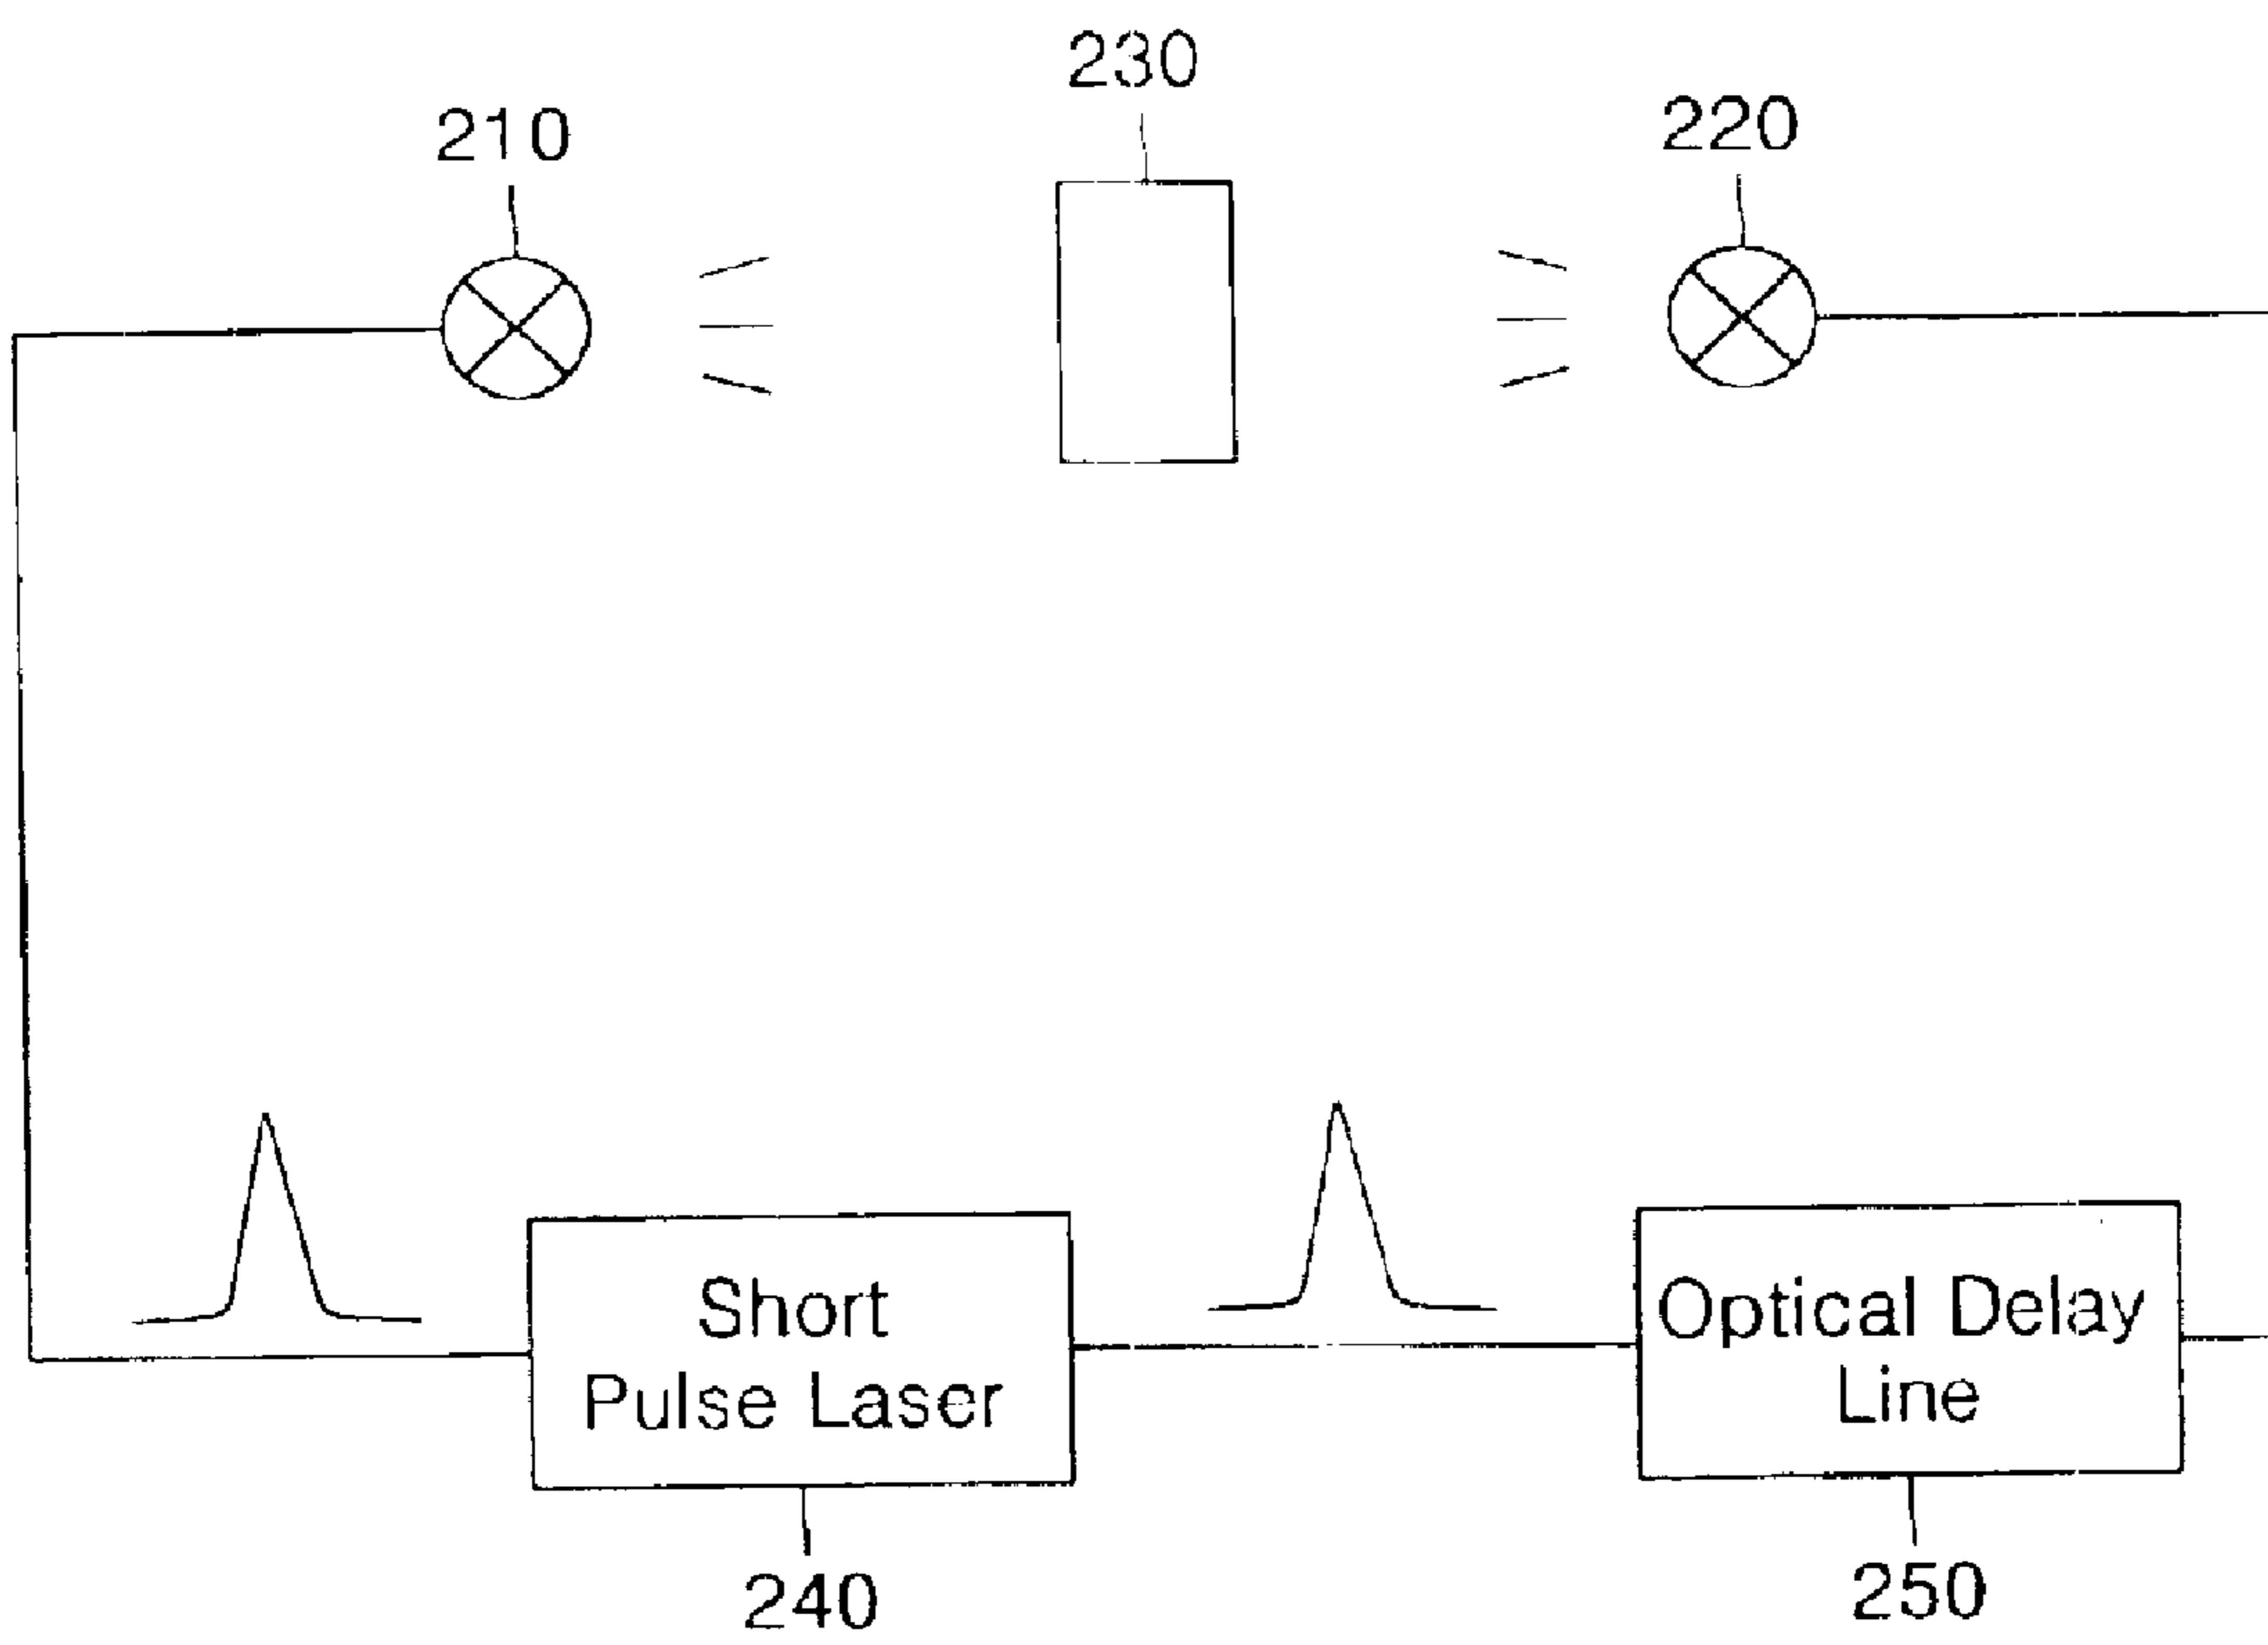 230
210
220
Short
Pulse Laser
Optical Delay
Line
240
250